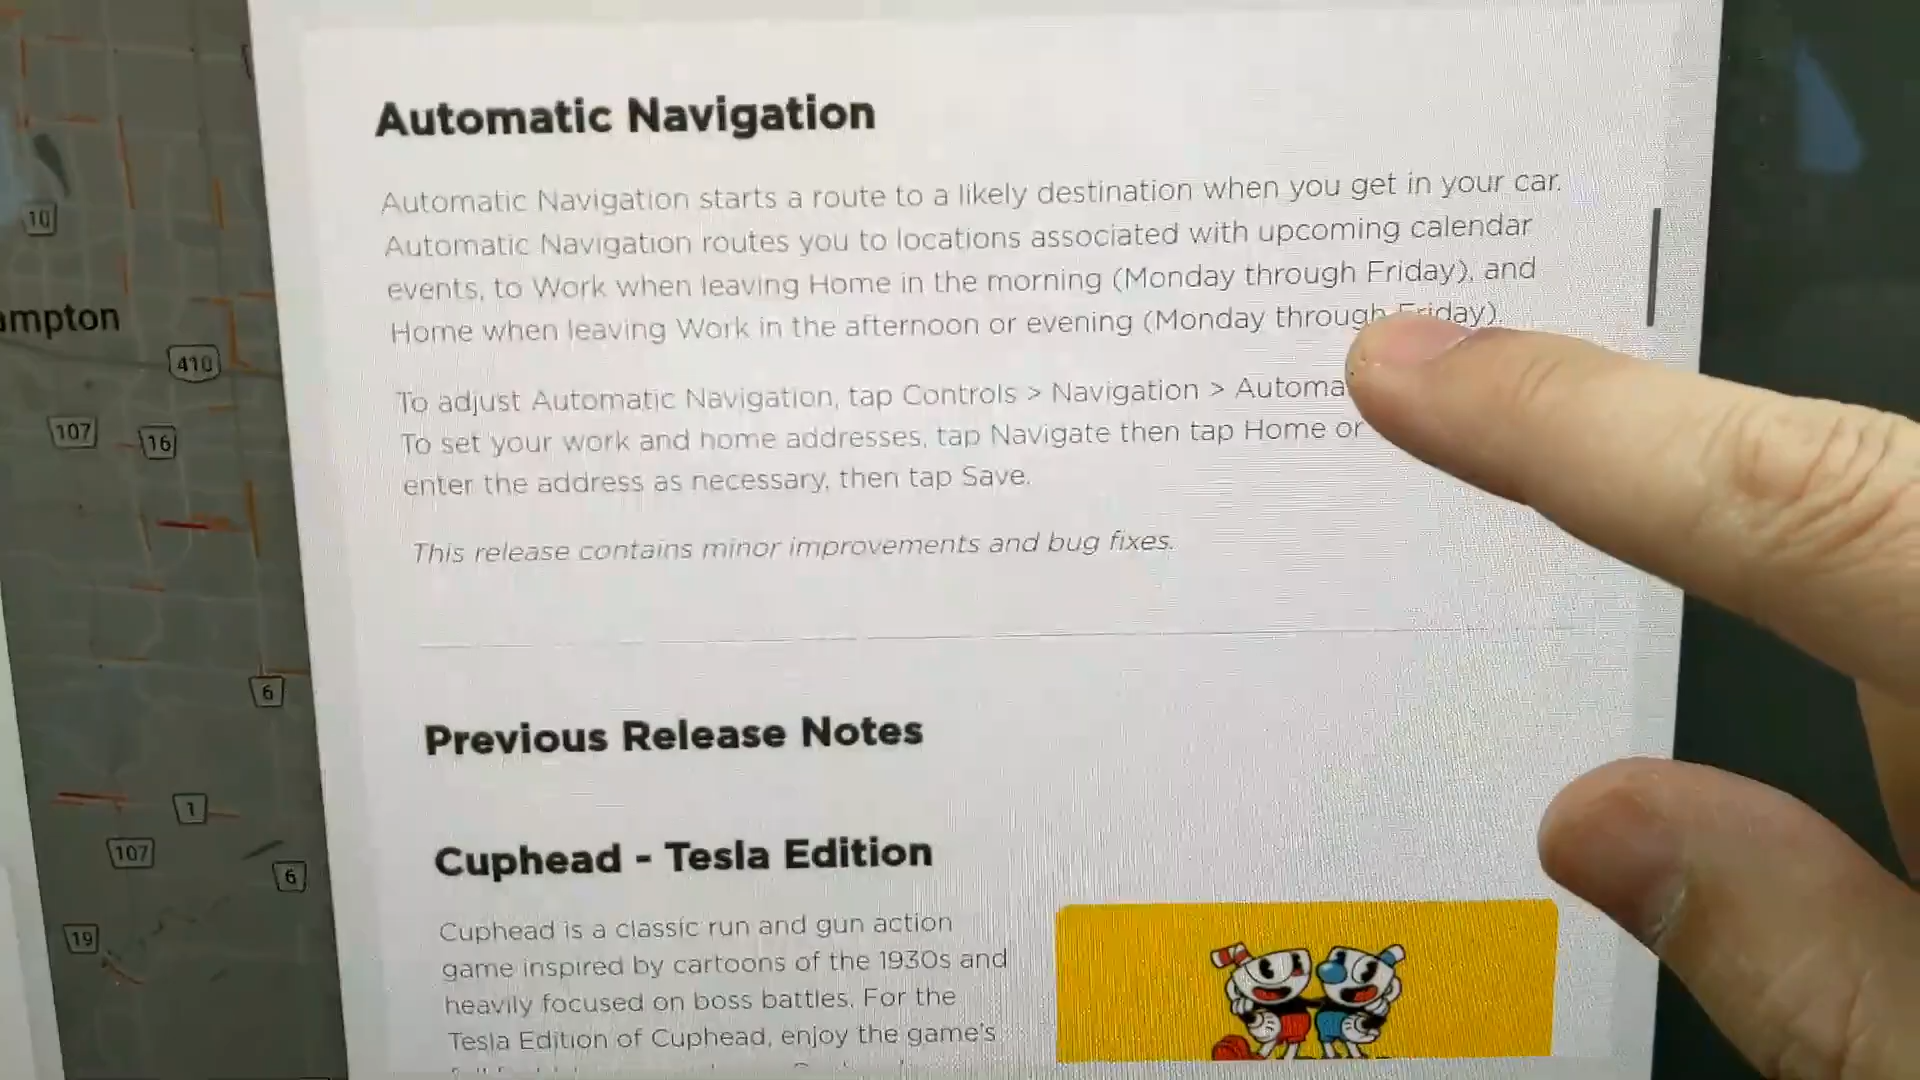 Automatic Navigation
Automatic Navigation starts a route to a likely destination when you get in your car.
Automatic Navigation routes you to locations associated with upcoming calendar
events, to Work when leaving Home in the morning (Monday through Friday), and
Home when leaving Work in the afternoon or evening (Monday through Friday).
To adjust Automatic Navigation, tap Controls > Navigation > Automa
To set your work and home addresses, tap Navigate then tap Home or
enter the address as necessary, then tap Save.
This release contains minor improvements and bug fixes.
Previous Release Notes
Cuphead - Tesla Edition
Cuphead is a classic run and gun action
game inspired by cartoons of the 1930s and
heavily focused on boss battles. For the
Tesla Edition of Cuphead, enjoy the game's
10
ampton
410
107
16
6
1
107
6
19